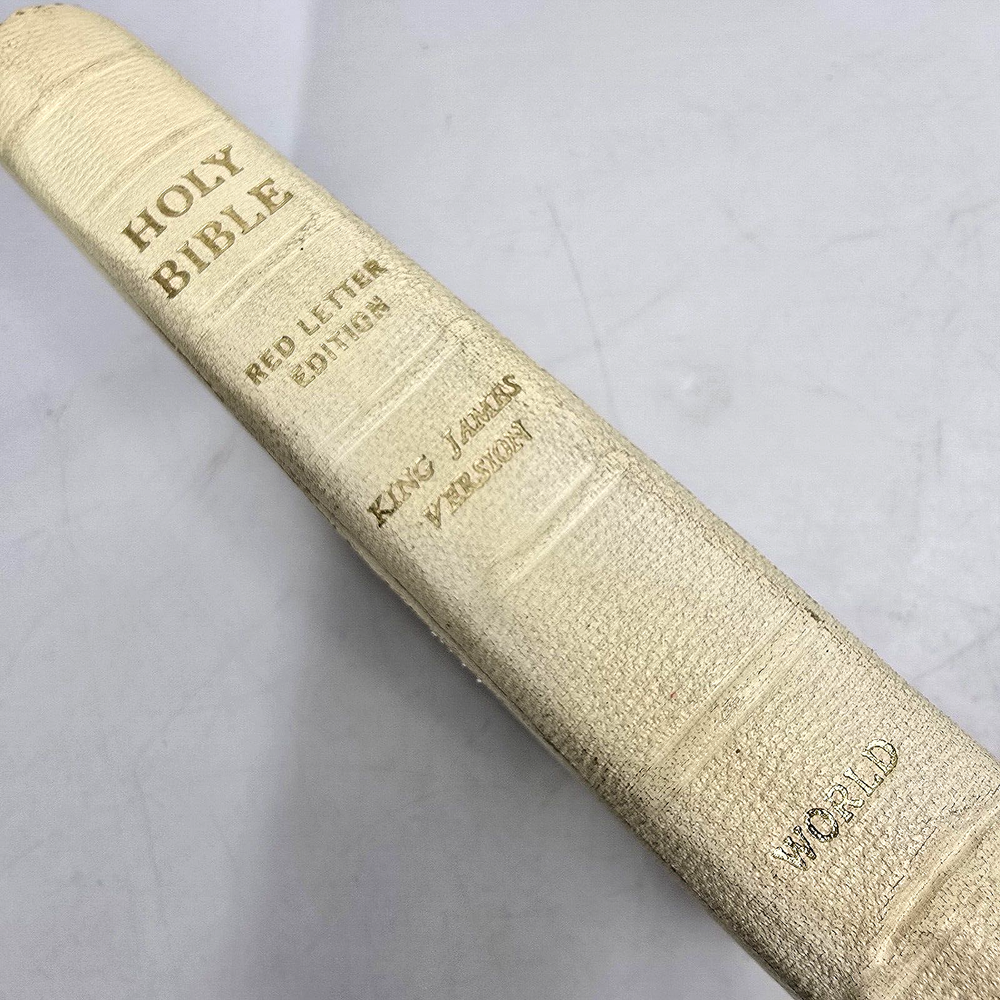 HOLY
BIBLE
RED LETTER
EDITION
KING JAMES
VERSION
WORLD